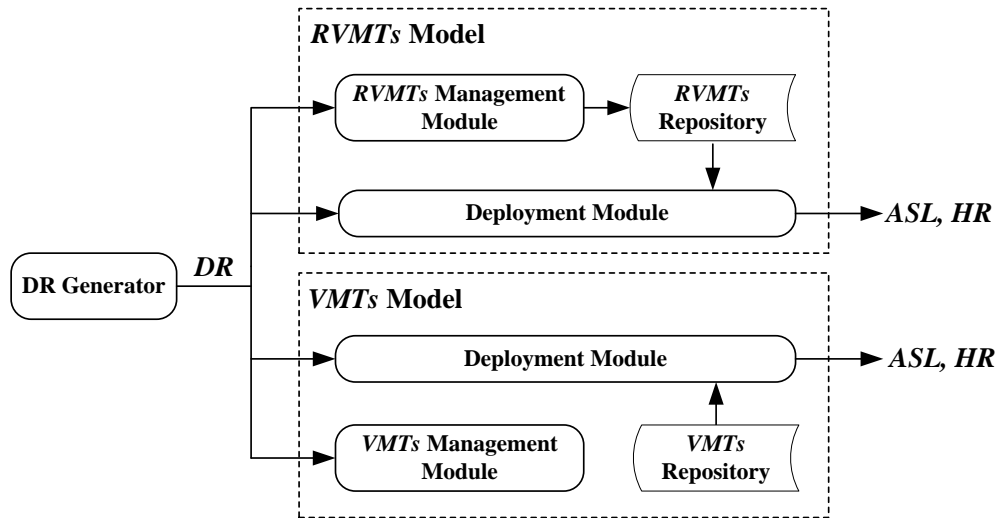 RVMTs Model
RVMTs Management
Module
RVMTs
Repository
Deployment Module
ASL, HR
DR Generator
DR
VMTs Model
Deployment Module
ASL, HR
VMTs Management
Module
VMTs
Repository